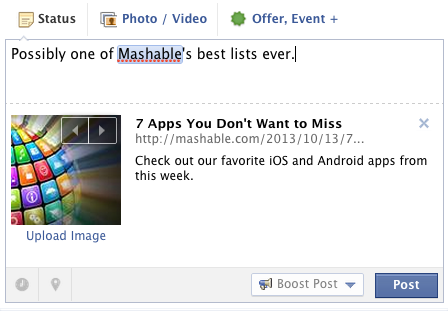 Status Photo / Video Offer, Event +
Possibly one of Mashable's best lists ever.
7 Apps You Don't Want to Miss
http://mashable.com/2013/10/13/7...
Check out our favorite iOS and Android apps from
this week.
Upload Image
Boost Post Post